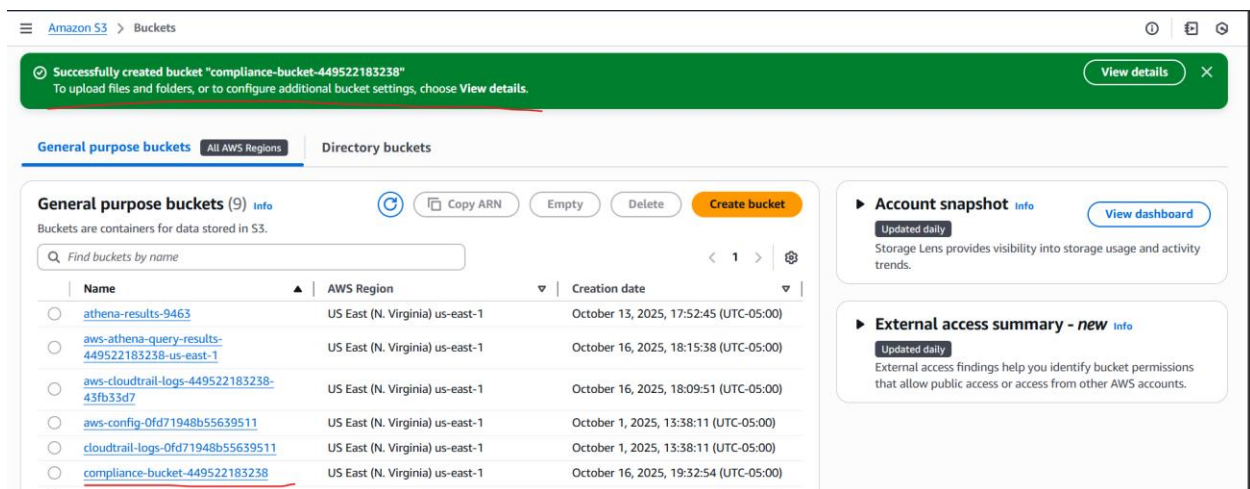 Amazon S3 > Buckets
Successfully created bucket "compliance-bucket-449522183238"
To upload files and folders, or to configure additional bucket settings, choose View details.
View details
General purpose buckets All AWS Regions
Directory buckets
General purpose buckets (9) Info
Copy ARN
Empty
Delete
Create bucket
Buckets are containers for data stored in S3.
Find buckets by name
1
Name AWS Region Creation date
athena-results-9463 US East (N. Virginia) us-east-1 October 13, 2025, 17:52:45 (UTC-05:00)
aws-athena-query-results-
449522183238-us-east-1 US East (N. Virginia) us-east-1 October 16, 2025, 18:15:38 (UTC-05:00)
aws-cloudtrail-logs-449522183238-
43fb33d7 US East (N. Virginia) us-east-1 October 16, 2025, 18:09:51 (UTC-05:00)
aws-config-0fd71948b55639511 US East (N. Virginia) us-east-1 October 1, 2025, 13:38:11 (UTC-05:00)
cloudtrail-logs-0fd71948b55639511 US East (N. Virginia) us-east-1 October 1, 2025, 13:38:11 (UTC-05:00)
compliance-bucket-449522183238 US East (N. Virginia) us-east-1 October 16, 2025, 19:32:54 (UTC-05:00)
Account snapshot Info
View dashboard
Updated daily
Storage Lens provides visibility into storage usage and activity
trends.
External access summary - new Info
Updated daily
External access findings help you identify bucket permissions
that allow public access or access from other AWS accounts.